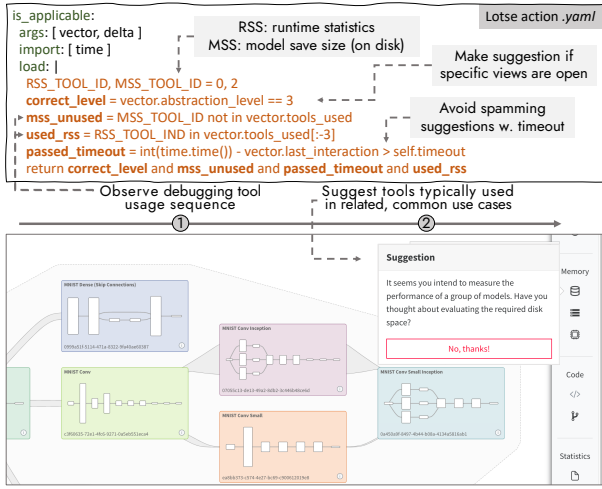 is_applicable:
args: [ vector, delta ]
import: [ time ]
load: |
RSS_TOOL_ID, MSS_TOOL_ID = 0, 2
correct_level = vector.abstraction_level == 3
mss_unused = MSS_TOOL_ID not in vector.tools_used
used_rss = RSS_TOOL_IND in vector.tools_used[:-3]
passed_timeout = int(time.time()) - vector.last_interaction > self.timeout
return correct_level and mss_unused and passed_timeout and used_rss
RSS: runtime statistics
MSS: model save size (on disk)
Lotse action .yaml
Make suggestion if
specific views are open
Avoid spamming
suggestions w. timeout
Observe debugging tool
usage sequence
Suggest tools typically used
in related, common use cases
1
2
Suggestion
It seems you intend to measure the
performance of a group of models. Have you
thought about evaluating the required disk
space?
No, thanks!
Memory
Code
</>
Statistics
MNIST Dense (Skip Connections)
MNIST Conv
MNIST Conv Inception
MNIST Conv Small
MNIST Conv Small Inception